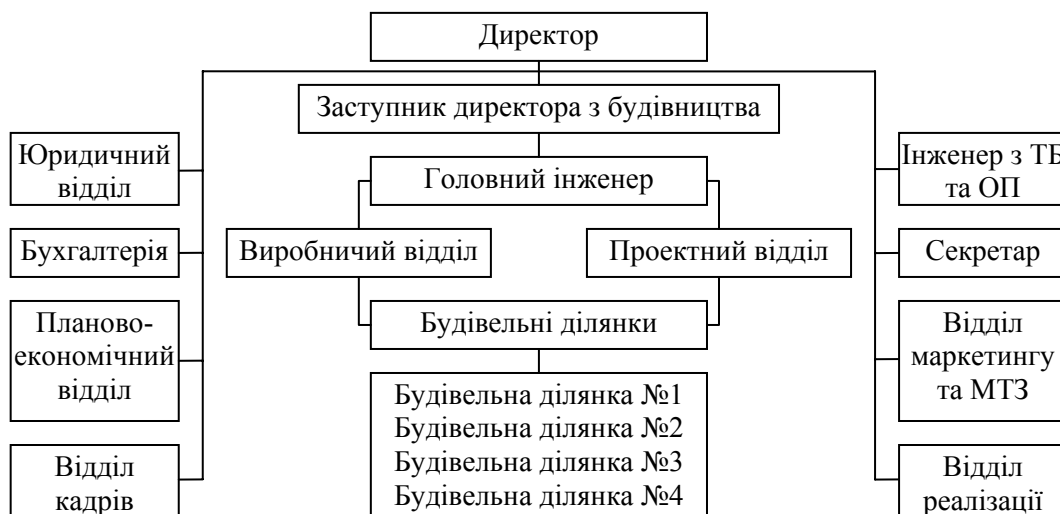 Директор
Заступник директора з будівництва
Юридичний
відділ
Головний інженер
Інженер з ТБ
та ОП
Бухгалтерія
Виробничий відділ
Проектний відділ
Секретар
Планово-
економічний
відділ
Будівельні ділянки
Відділ
маркетингу
та МТЗ
Будівельна ділянка №1
Будівельна ділянка №2
Будівельна ділянка №3
Будівельна ділянка №4
Відділ
кадрів
Відділ
реалізації